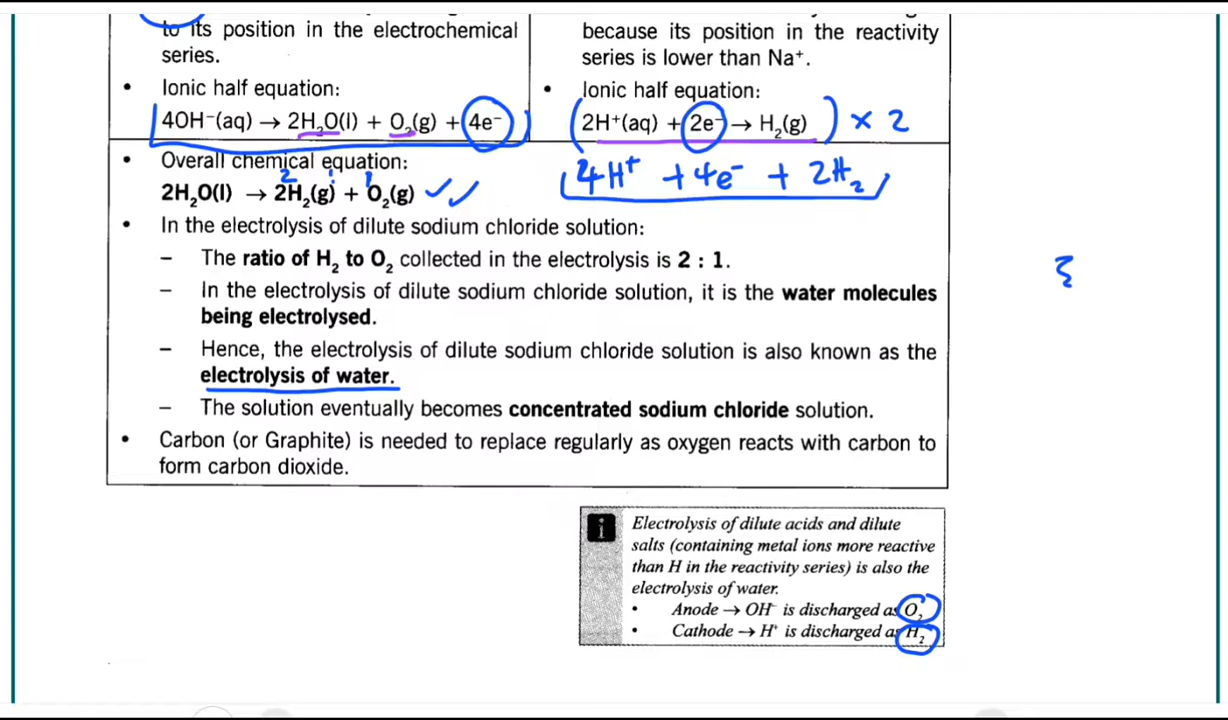 to its position in the electrochemical
series.
• Ionic half equation:
4OH⁻(aq) → 2H₂O(l) + O₂(g) + 4e⁻
because its position in the reactivity
series is lower than Na⁺.
• Ionic half equation:
(2H⁺(aq) + 2e⁻ → H₂(g)) × 2
4H⁺ + 4e⁻ + 2H₂
• Overall chemical equation:
2 1 1
2H₂O(l) → 2H₂(g) + O₂(g) ✓✓
• In the electrolysis of dilute sodium chloride solution:
– The ratio of H₂ to O₂ collected in the electrolysis is 2 : 1.
– In the electrolysis of dilute sodium chloride solution, it is the water molecules
being electrolysed.
– Hence, the electrolysis of dilute sodium chloride solution is also known as the
electrolysis of water.
– The solution eventually becomes concentrated sodium chloride solution.
• Carbon (or Graphite) is needed to replace regularly as oxygen reacts with carbon to
form carbon dioxide.
i
Electrolysis of dilute acids and dilute
salts (containing metal ions more reactive
than H in the reactivity series) is also the
electrolysis of water.
• Anode → OH⁻ is discharged as O₂
• Cathode → H⁺ is discharged as H₂